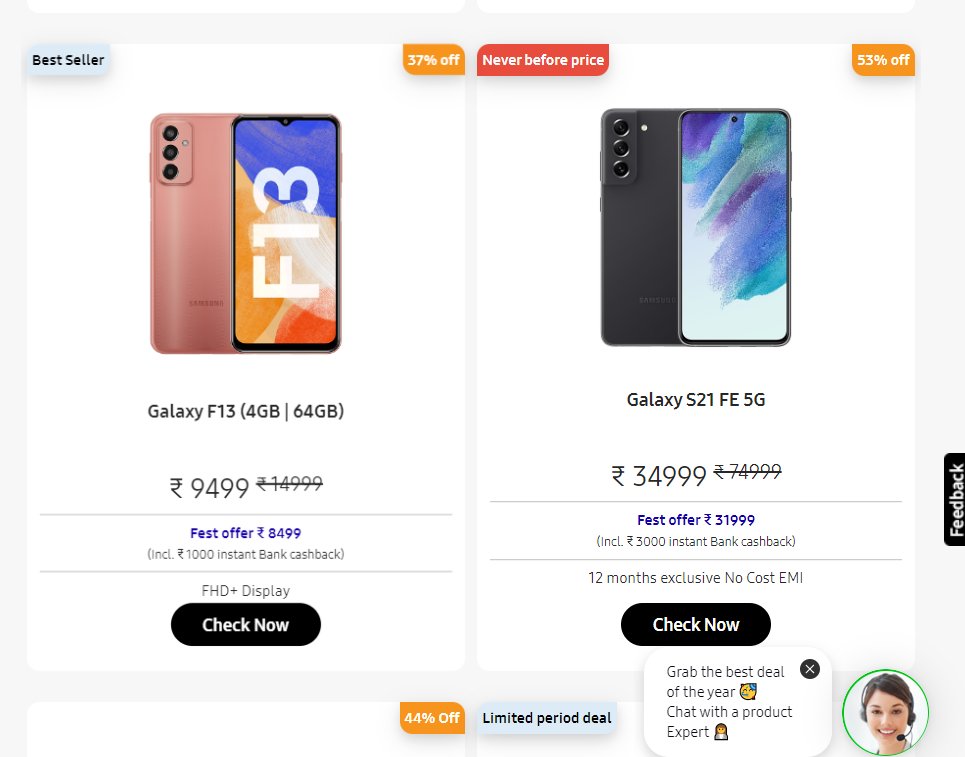 Best Seller
37% off
F13
SAMSUNG
Galaxy F13 (4GB | 64GB)
₹ 9499 ₹ 14999
Fest offer ₹ 8499
(Incl. ₹ 1000 instant Bank cashback)
FHD+ Display
Check Now
Never before price
53% off
SAMSUNG
Galaxy S21 FE 5G
₹ 34999 ₹ 74999
Fest offer ₹ 31999
(Incl. ₹ 3000 instant Bank cashback)
12 months exclusive No Cost EMI
Check Now
Feedback
44% Off
Limited period deal
Grab the best deal
of the year 🥳
Chat with a product
Expert 👩‍💼